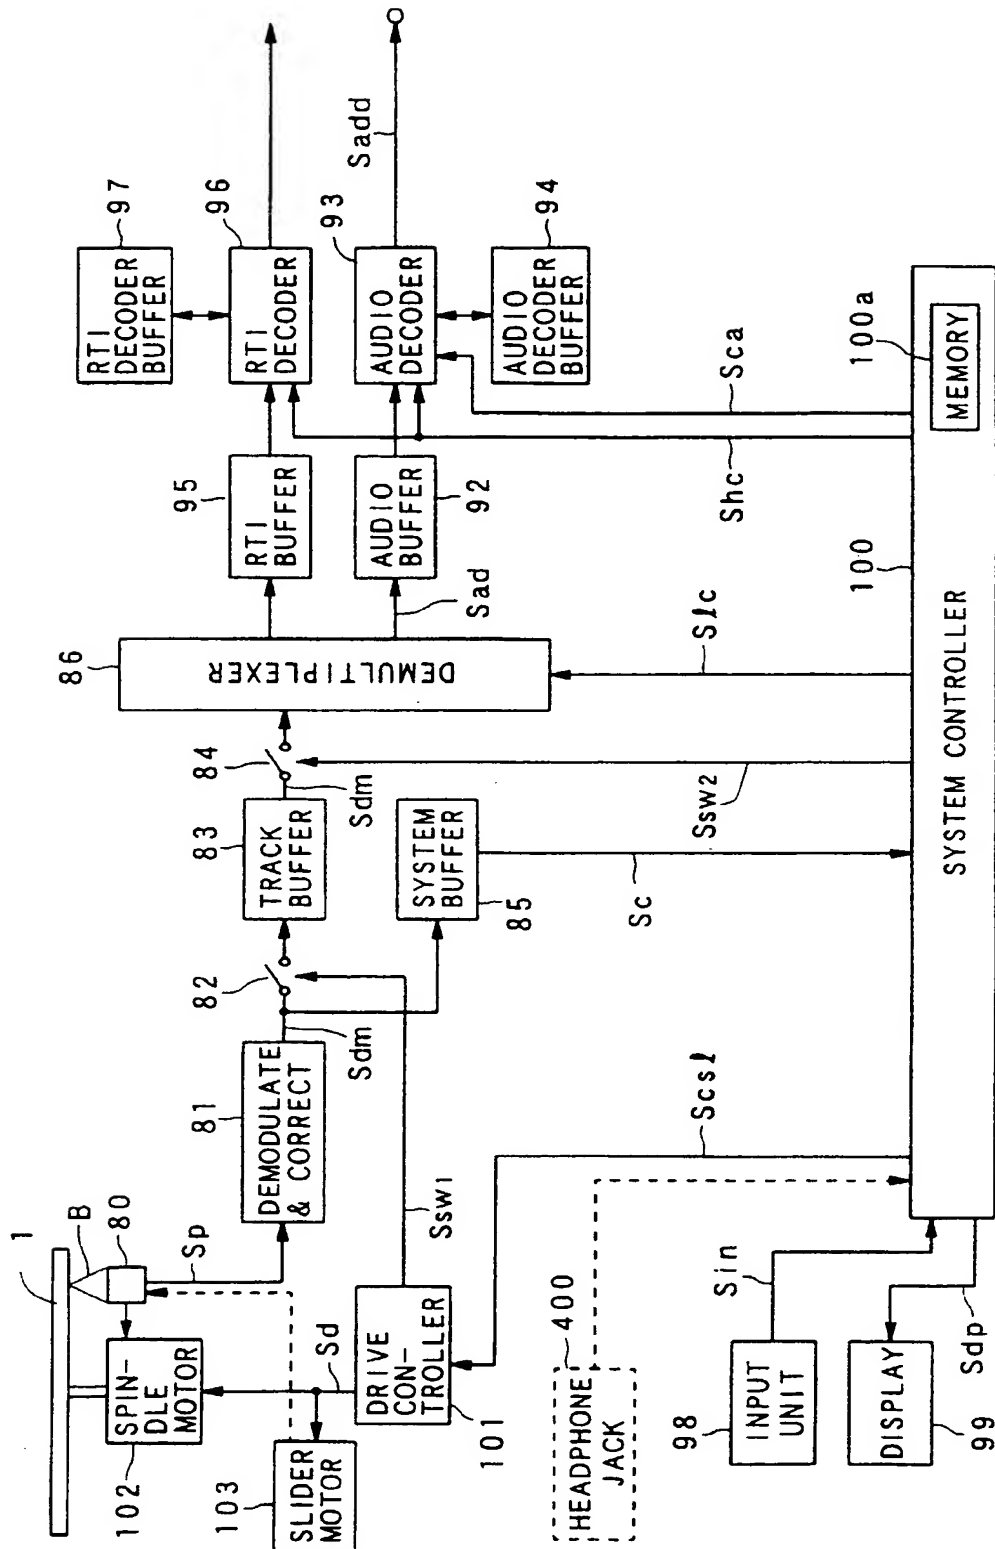 1
B
80
SPIN-
DLE
MOTOR
102
Sp
SLIDER
MOTOR
103
Sd
DRIVE
CON-
TROLLER
101
Ssw1
DEMODULATE
& CORRECT
81
Sdm
82
TRACK
BUFFER
83
Sdm
84
SYSTEM
BUFFER
85
Sc
Ssw2
DEMULTIPLEXER
86
Slc
Sad
RTI
BUFFER
95
AUDIO
BUFFER
92
RTI
DECODER
BUFFER
97
RTI
DECODER
96
AUDIO
DECODER
93
AUDIO
DECODER
BUFFER
94
Sadd
Sca
Shc
Scsl
HEADPHONE
JACK
400
INPUT
UNIT
98
Sin
DISPLAY
99
Sdp
SYSTEM CONTROLLER
100
MEMORY
100a